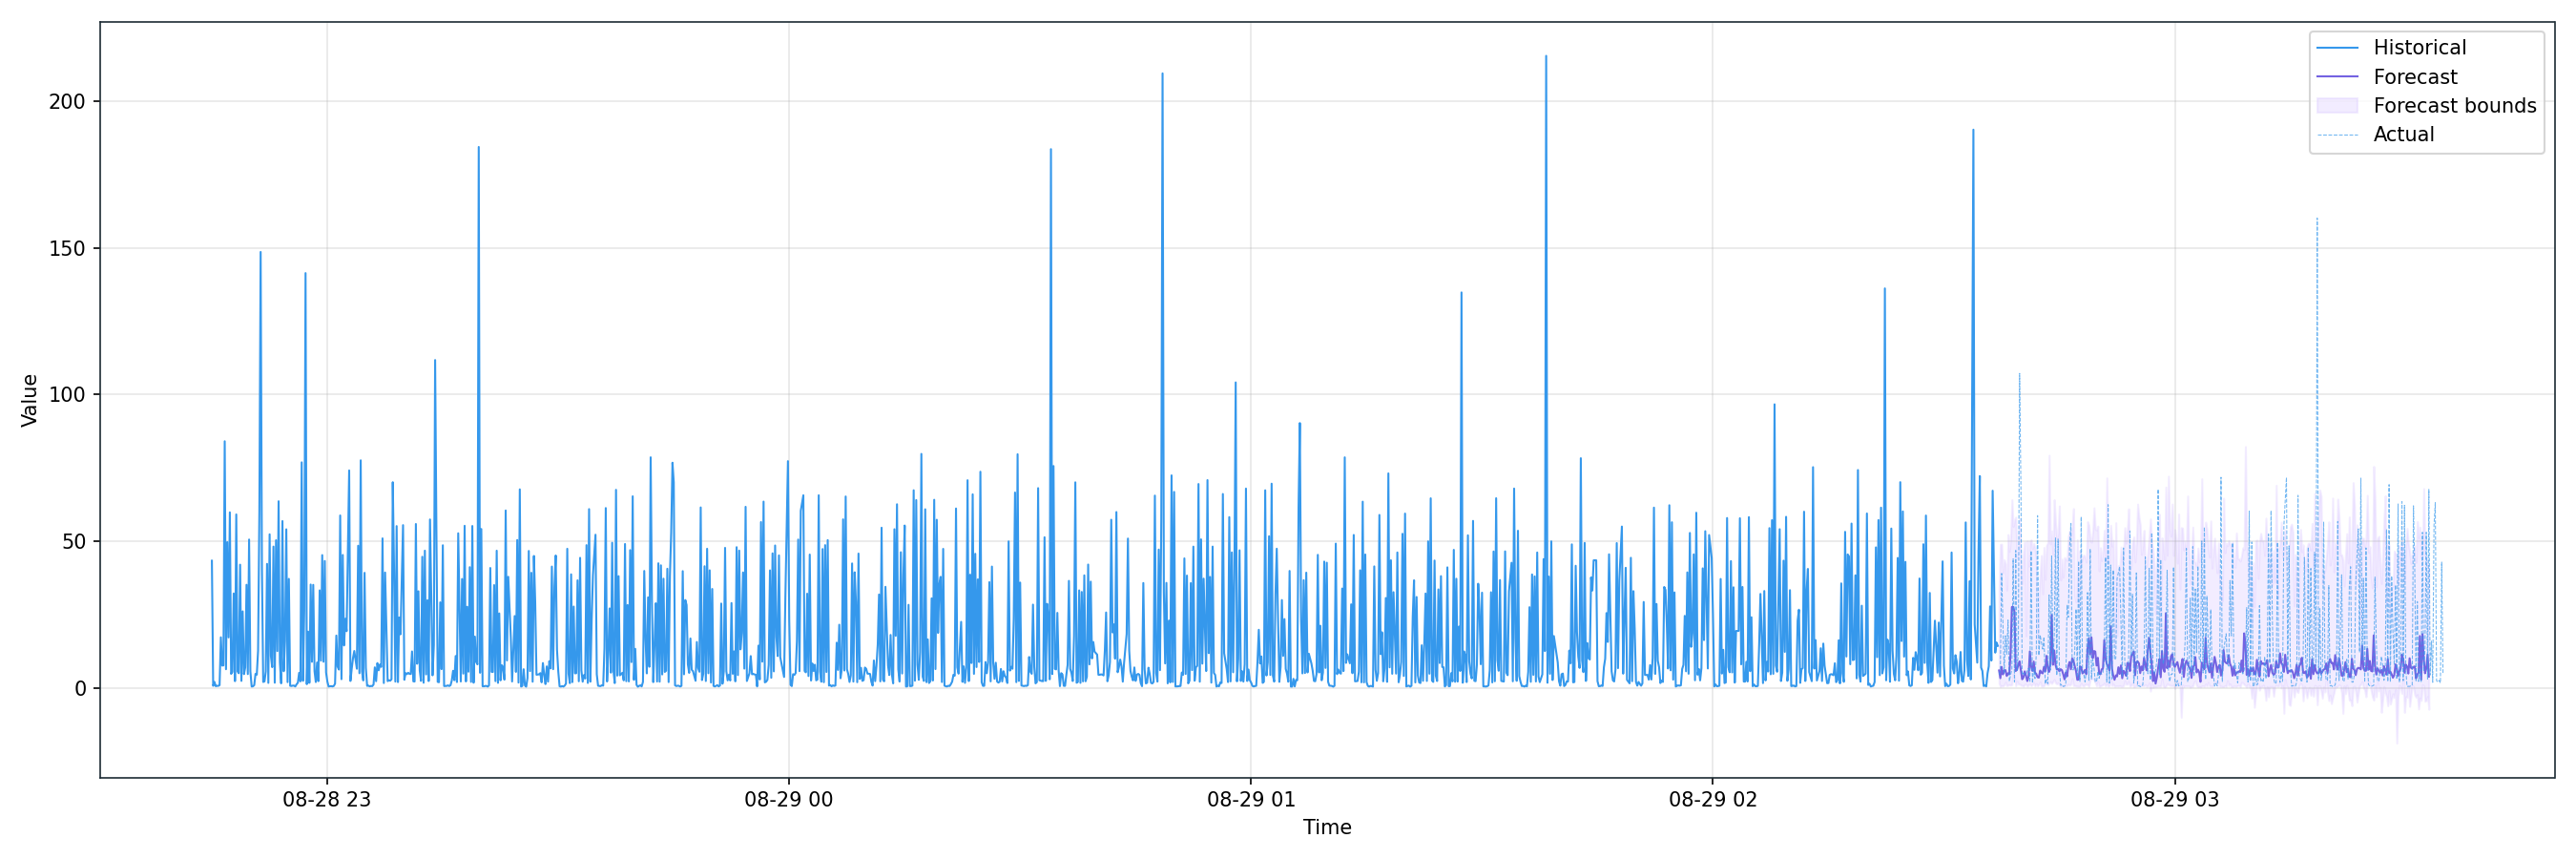 Historical
Forecast
Forecast bounds
Actual
Value
200
150
100
50
0
08-28 23
08-29 00
08-29 01
08-29 02
08-29 03
Time